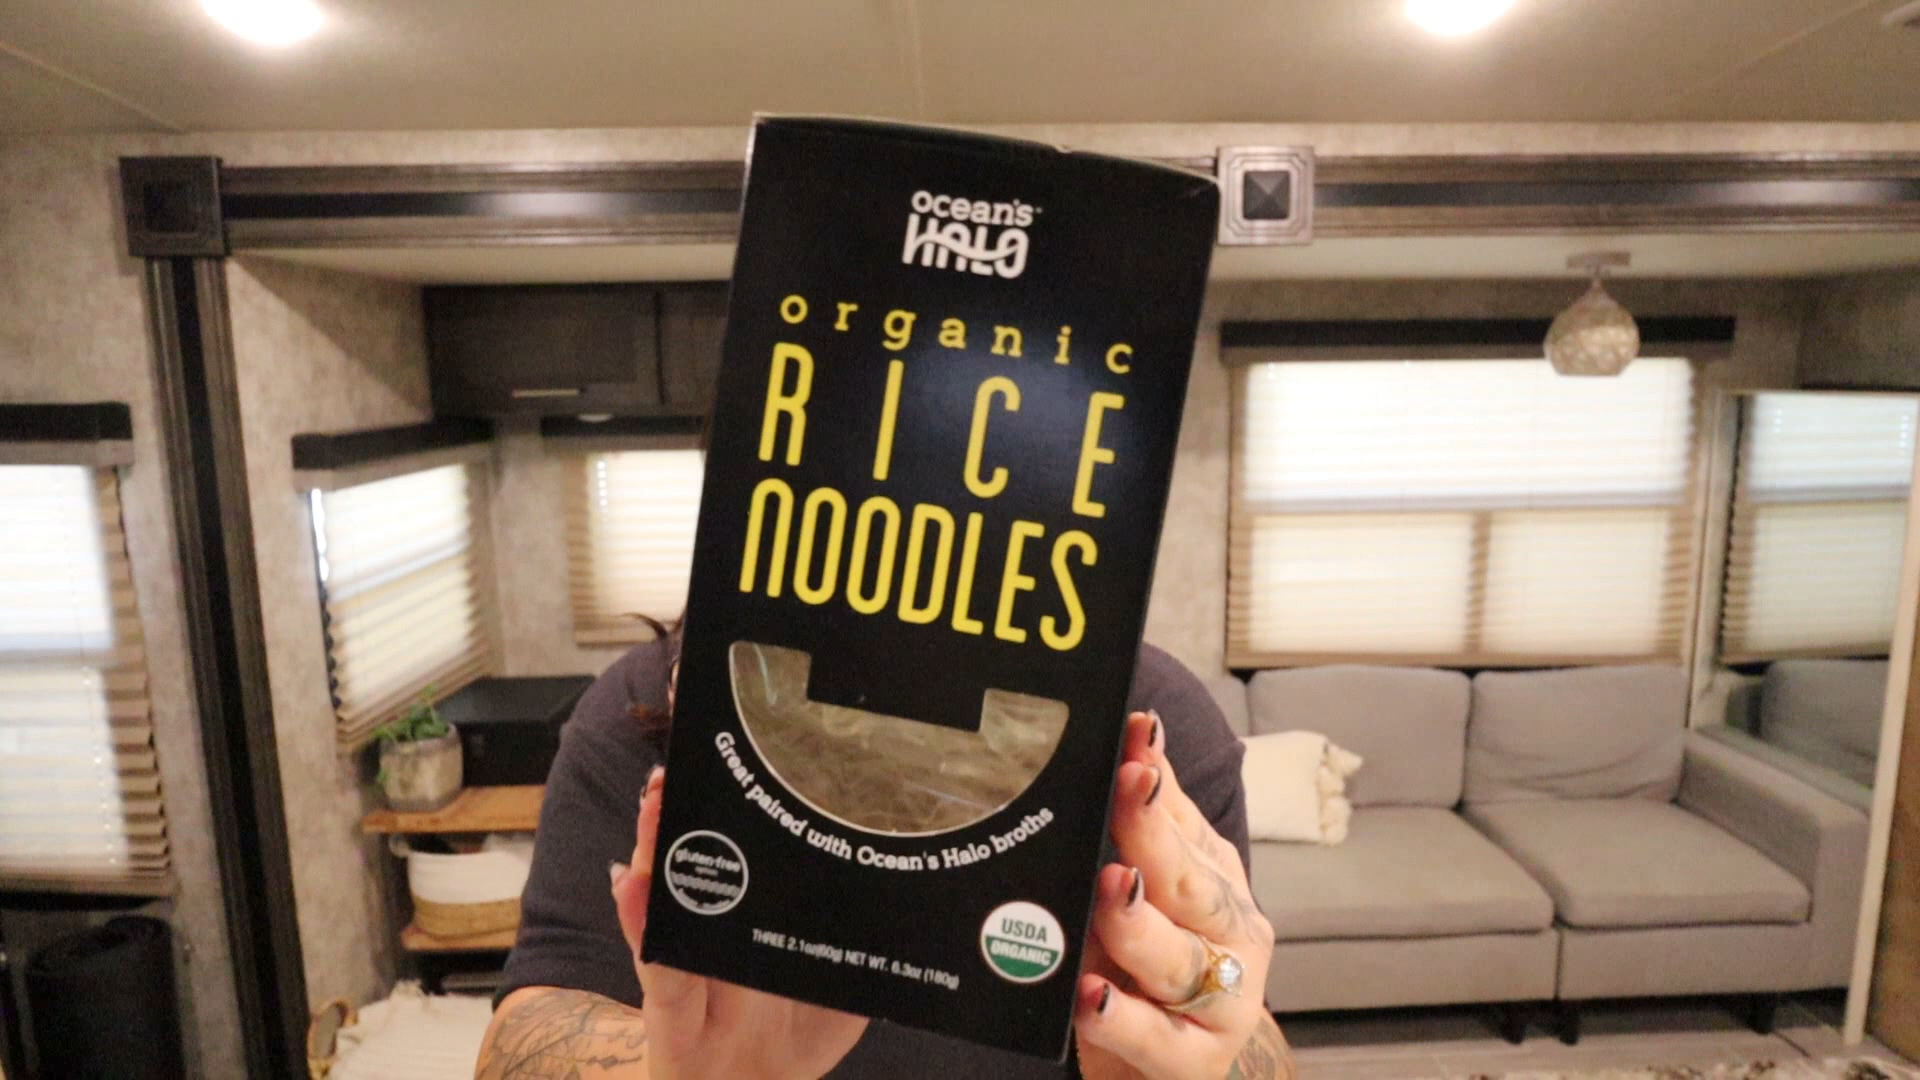 ocean's
HALO
organic
RICE
NOODLES
Great paired with Ocean's Halo broths
gluten-free
USDA
ORGANIC
THREE 2.1oz(60g) NET WT. 6.3oz (180g)